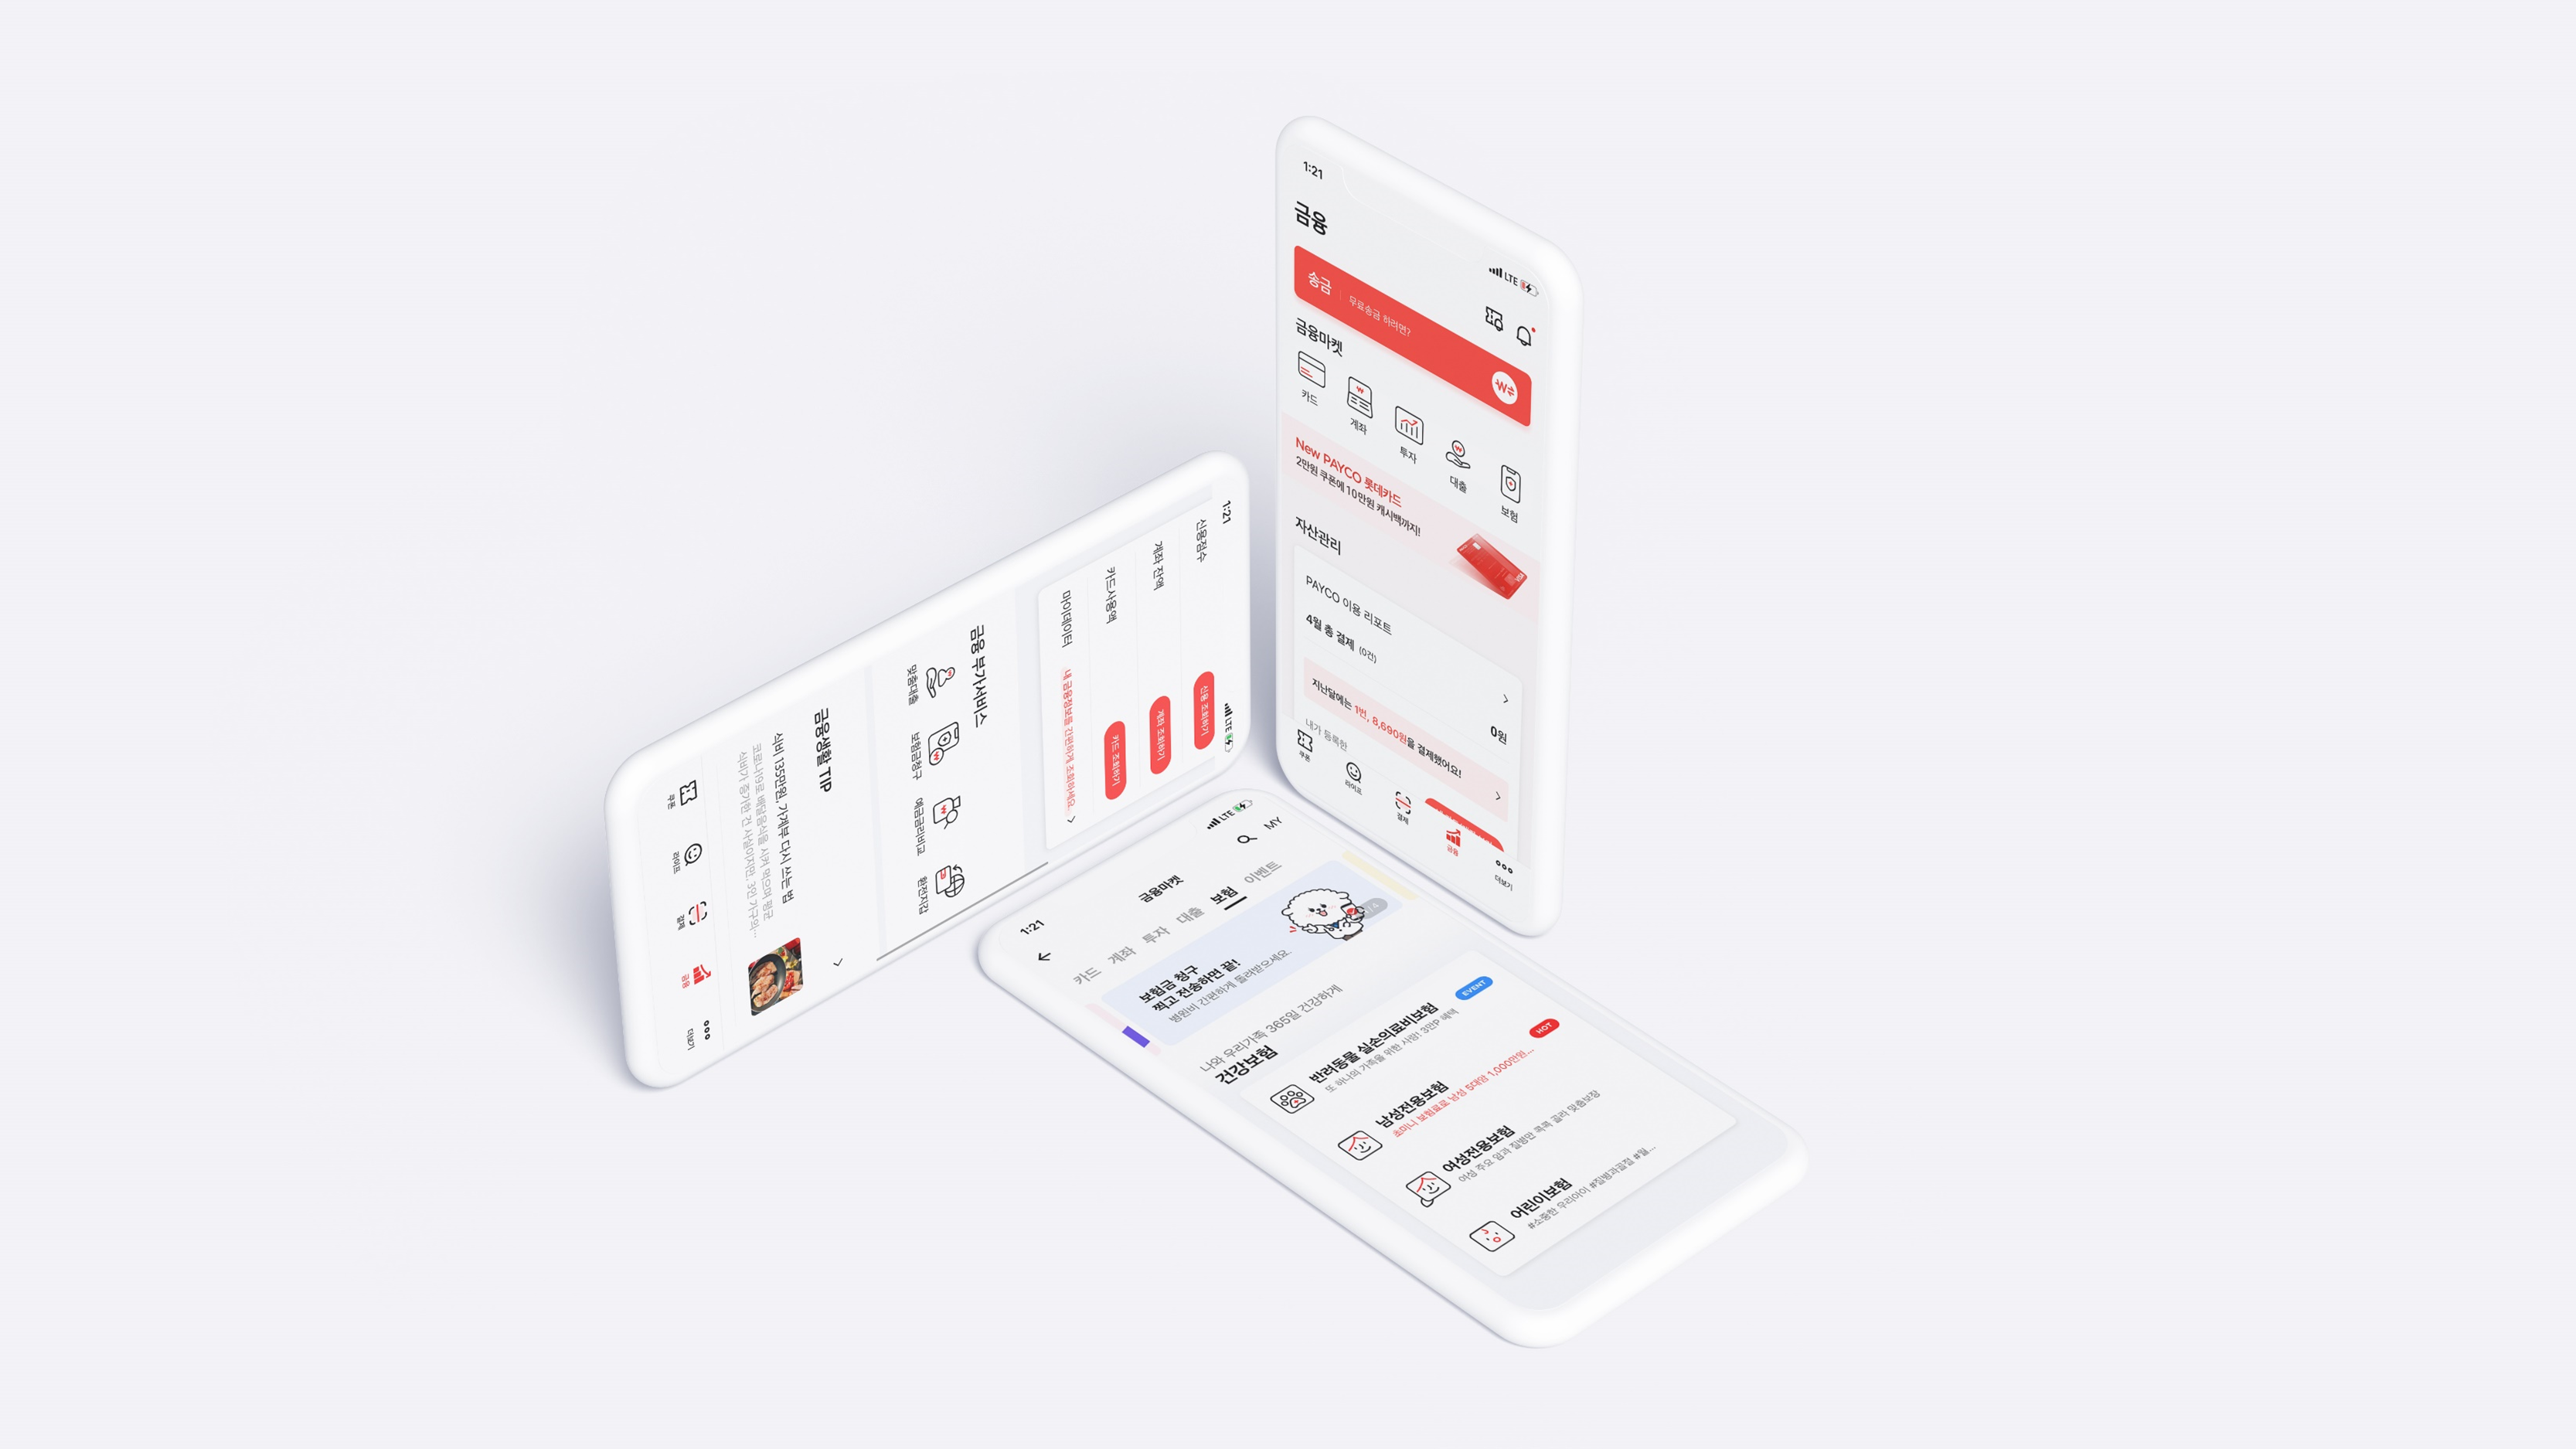 1:21
LTE
금융
송금
무료송금 하려면?
금융마켓
카드
계좌
투자
대출
보험
New PAYCO 롯데카드
2만원 쿠폰에 10만원 캐시백까지!
자산관리
PAYCO 이용 리포트
4월 총 결제 (0건)
0원
지난달에는 1번, 8,690원을 결제했어요!
내가 등록한
쿠폰
라이프
결제
금융
더보기
1:21
LTE
신용점수
신용 조회하기
계좌 잔액
계좌 조회하기
카드사용액
카드 조회하기
마이데이터
내 금융정보를 간편하게 조회하세요.
금융 부가서비스
맞춤대출
보험금청구
예금금리비교
환전지갑
금융생활 TIP
식비 135만원, 가계부 다시 쓰는 법
코로나19로 배달음식을 시켜 먹으며 평균
식비가 증가한 건 사실이지만, 3인 가구의...
쿠폰
라이프
결제
금융
더보기
1:21
LTE
금융마켓
MY
카드
계좌
투자
대출
보험
이벤트
보험금 청구
찍고 전송하면 끝!
병원비 간편하게 돌려받으세요.
나와 우리가족 365일 건강하게
건강보험
반려동물 실손의료비보험
EVENT
또 하나의 가족을 위한 사랑! 3만P 혜택
남성전용보험
HOT
초미니 보험료로 남성 5대암 1,000만원...
여성전용보험
여성 주요 암과 질병만 콕콕 골라 맞춤보장
어린이보험
#소중한 우리아이 #질병과골절 #월...